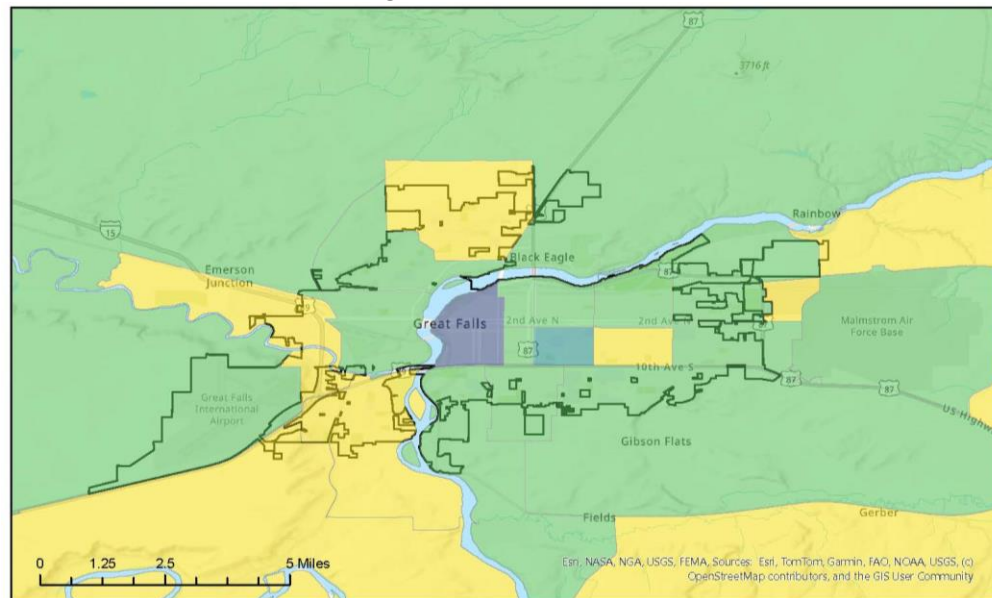 87
3716 ft
15
Rainbow
Black Eagle
Emerson
Junction
87
Great Falls
2nd Ave N
2nd Ave N
87
87
Malmstrom Air
Force Base
10th Ave S
87
87
US Highw
Great Falls
International
Airport
Gibson Flats
Fields
Gerber
0 1.25 2.5 5 Miles
Esri, NASA, NGA, USGS, FEMA, Sources: Esri, TomTom, Garmin, FAO, NOAA, USGS, (c)
OpenStreetMap contributors, and the GIS User Community